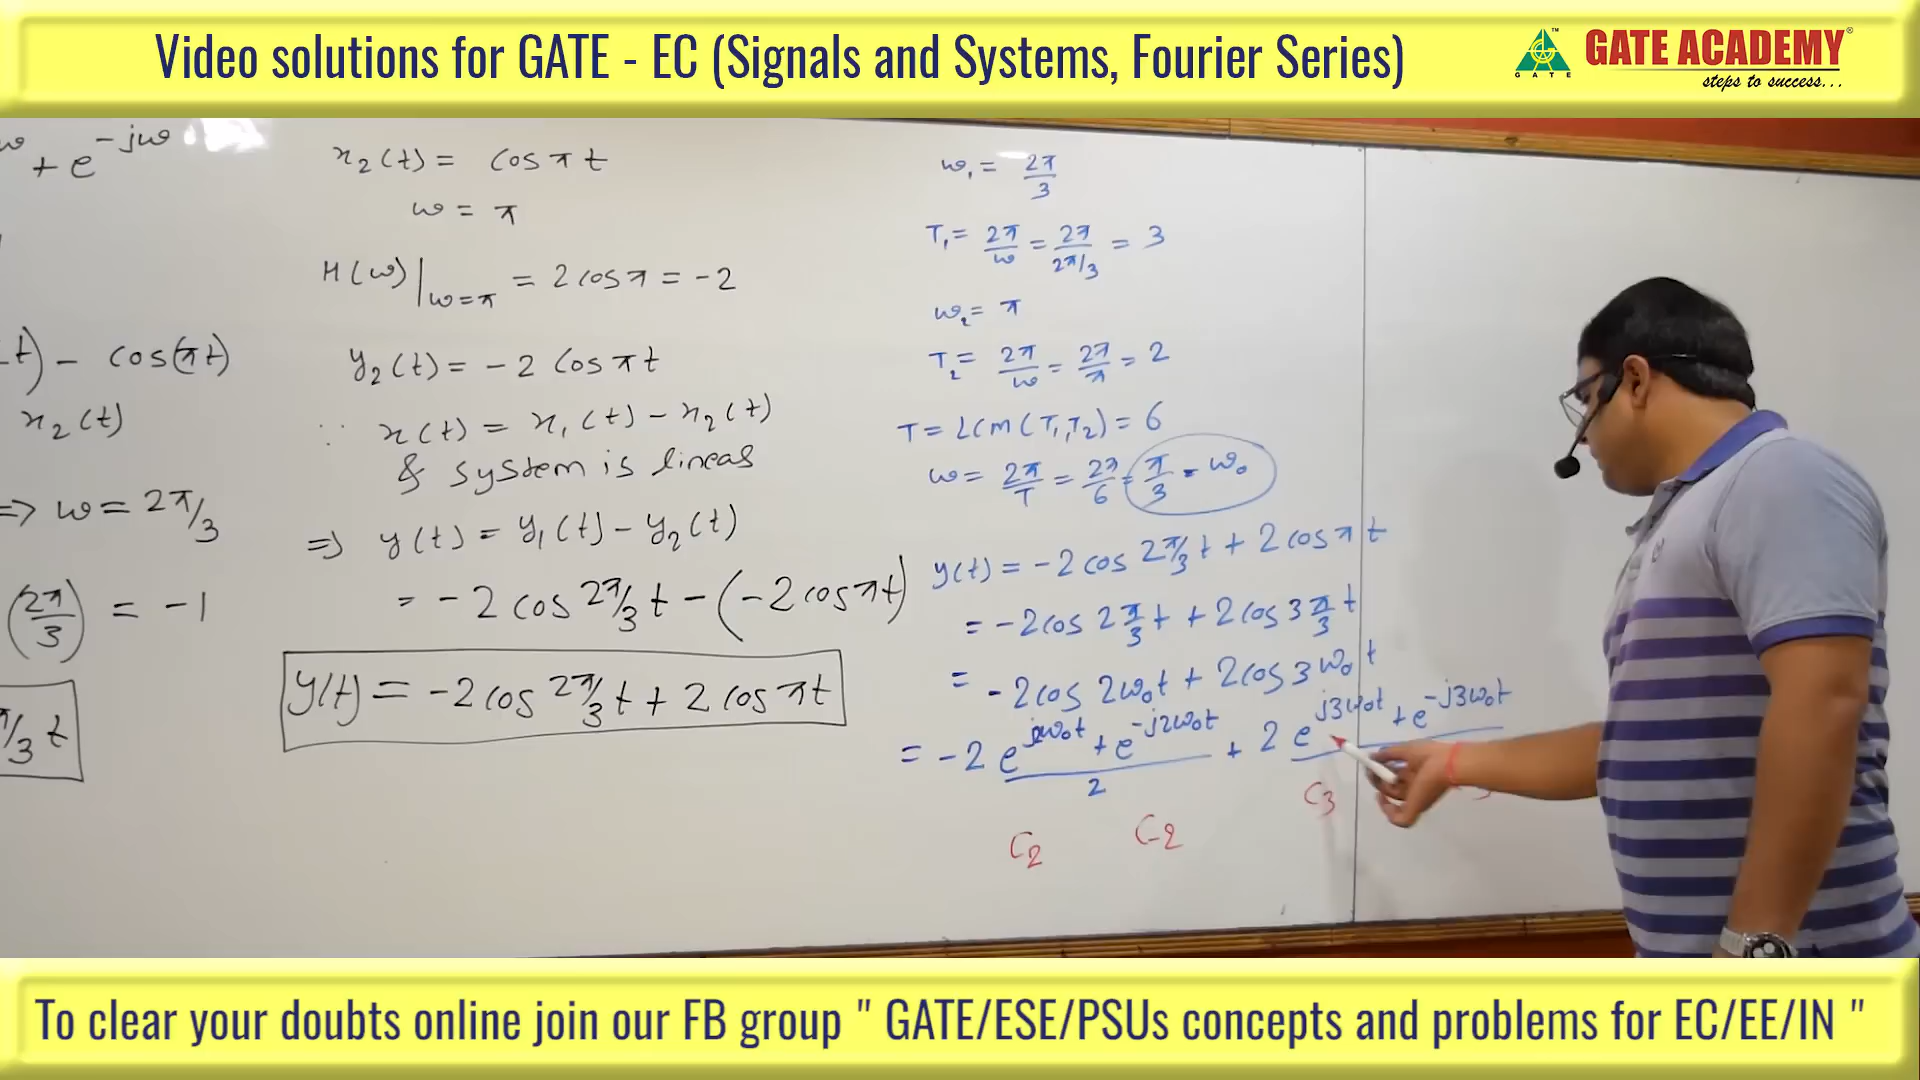 Video solutions for GATE - EC (Signals and Systems, Fourier Series)
GATE
GATE ACADEMY
steps to success...
+ e^-jω
t) - cos(πt)
x2(t)
=> ω = 2π/3
(2π/3) = -1
π/3 t
x2(t) = cos πt
ω = π
H(ω)|ω=π = 2 cos π = -2
y2(t) = -2 cos πt
∵ x(t) = x1(t) - x2(t)
& system is linear
=> y(t) = y1(t) - y2(t)
= -2 cos 2π/3 t - (-2 cos πt)
y(t) = -2 cos 2π/3 t + 2 cos πt
ω1 = 2π/3
T1 = 2π/ω = 2π/(2π/3) = 3
ω2 = π
T2 = 2π/ω = 2π/π = 2
T = LCM(T1, T2) = 6
ω = 2π/T = 2π/6 = π/3 = ω0
y(t) = -2 cos 2π/3 t + 2 cos π t
= -2 cos 2 π/3 t + 2 cos 3 π/3 t
= -2 cos 2ω0t + 2 cos 3ω0t
= -2 (e^j2ω0t + e^-j2ω0t)/2 + 2 e^j3ω0t + e^-j3ω0t
C2 C-2 C3
To clear your doubts online join our FB group " GATE/ESE/PSUs concepts and problems for EC/EE/IN "